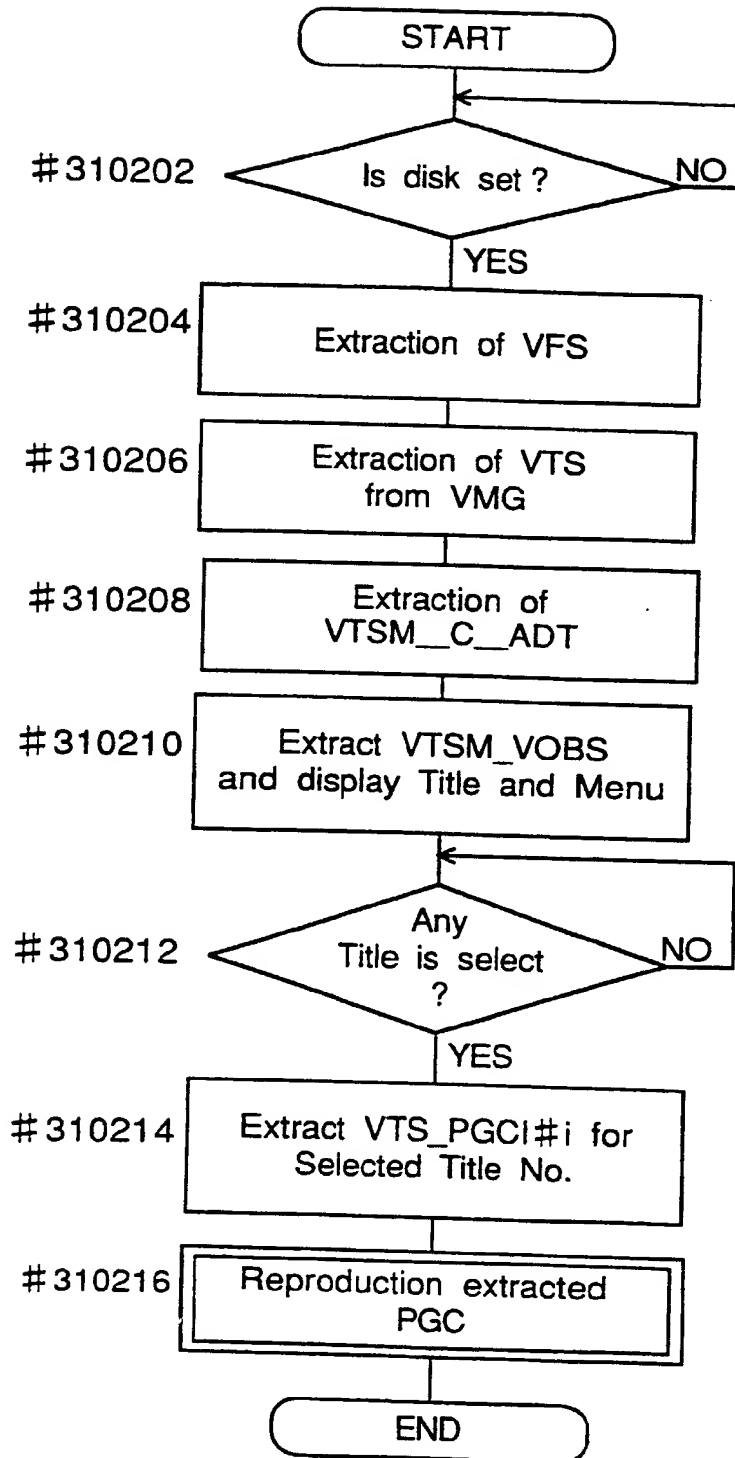 START
#310202
Is disk set ?
NO
YES
#310204
Extraction of VFS
#310206
Extraction of VTS
from VMG
#310208
Extraction of
VTSM__C__ADT
#310210
Extract VTSM_VOBS
and display Title and Menu
#310212
Any
Title is select
?
NO
YES
#310214
Extract VTS_PGCI#i for
Selected Title No.
#310216
Reproduction extracted
PGC
END